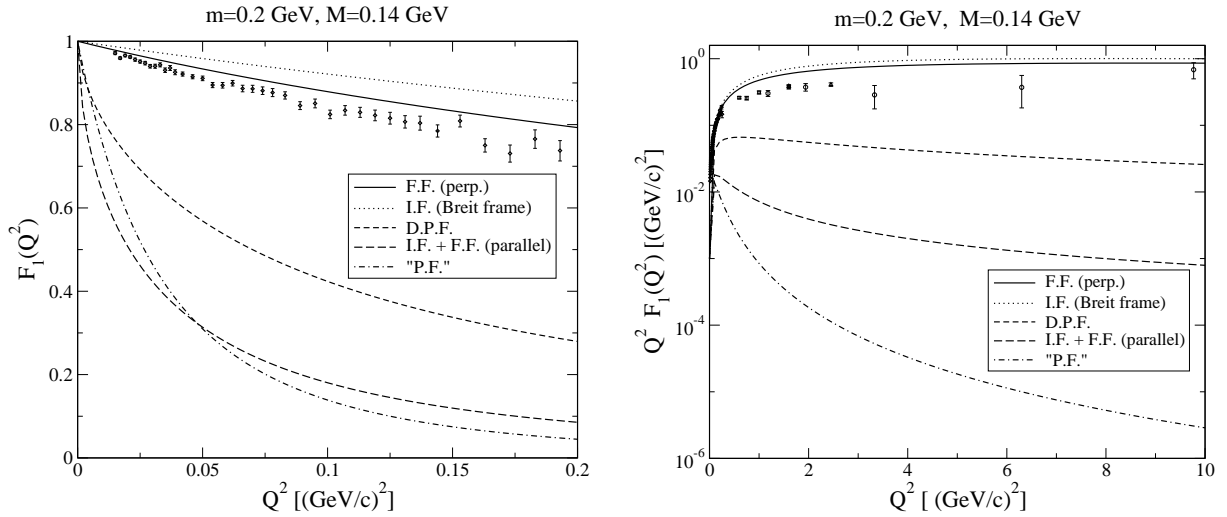 m=0.2 GeV, M=0.14 GeV
1
0.8
0.6
0.4
0.2
0
F₁(Q²)
F.F. (perp.)
I.F. (Breit frame)
D.P.F.
I.F. + F.F. (parallel)
"P.F."
0 0.05 0.1 0.15 0.2
Q² [(GeV/c)²]
m=0.2 GeV, M=0.14 GeV
10⁰
10⁻²
10⁻⁴
10⁻⁶
Q² F₁(Q²) [(GeV/c)²]
F.F. (perp.)
I.F. (Breit frame)
D.P.F.
I.F. + F.F. (parallel)
"P.F."
0 2 4 6 8 10
Q² [ (GeV/c)²]